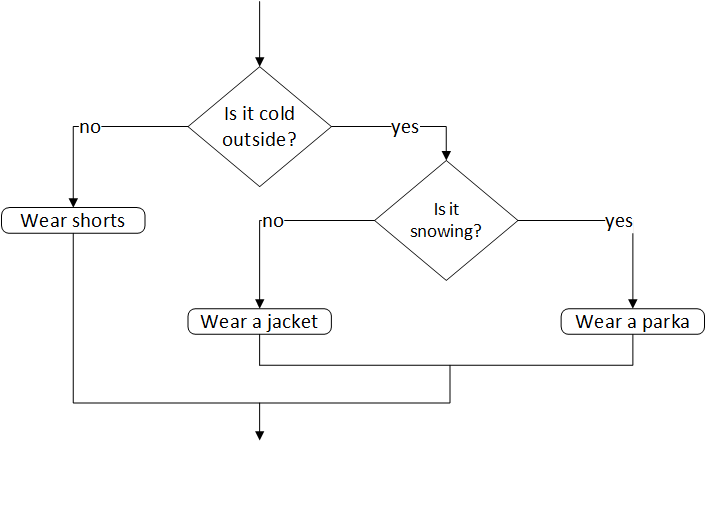 Is it cold
outside?
no
yes
Wear shorts
Is it
snowing?
no
yes
Wear a jacket
Wear a parka